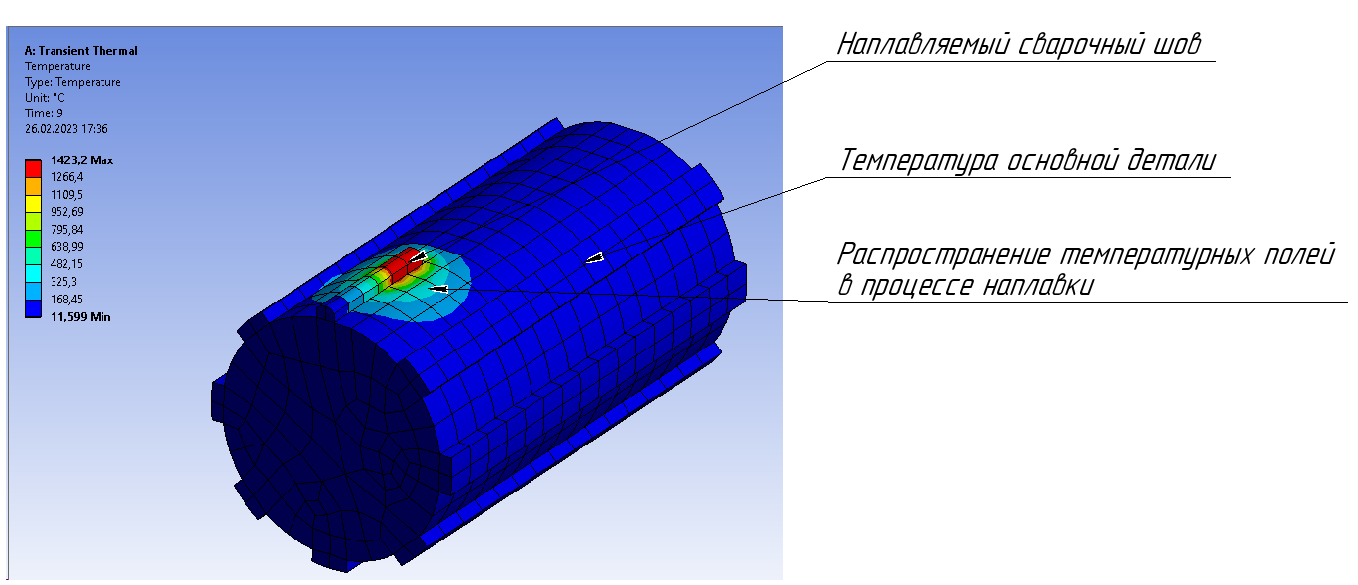 A: Transient Thermal
Temperature
Type: Temperature
Unit: °C
Time: 9
26.02.2023 17:36
1423,2 Max
1266,4
1109,5
952,69
795,84
638,99
482,15
325,3
168,45
11,599 Min
Наплавляемый сварочный шов
Температура основной детали
Распространение температурных полей
в процессе наплавки